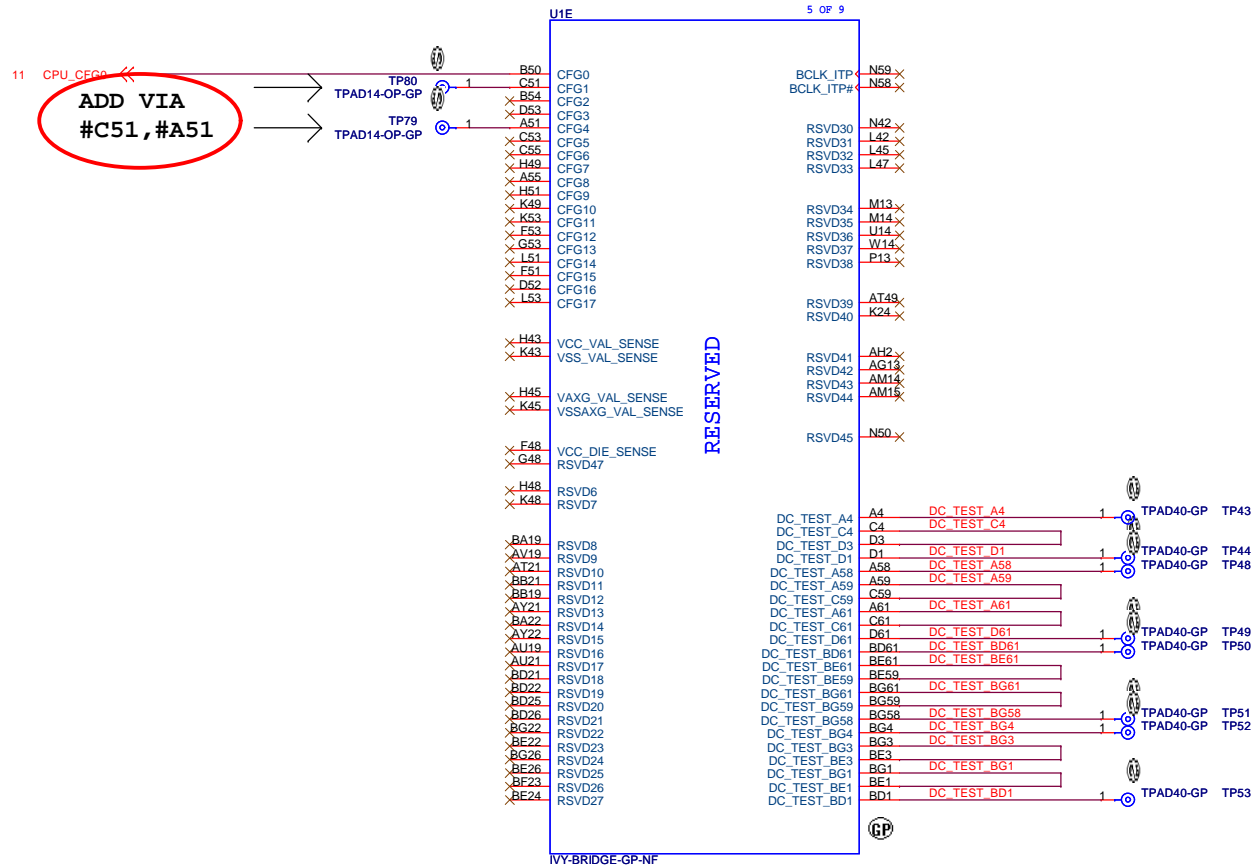 U1E
5 OF 9
11 CPU_CFG0
ADD VIA
#C51,#A51
TP80
TPAD14-OP-GP
1
TP79
TPAD14-OP-GP
1
B50 CFG0
C51 CFG1
B54 CFG2
D53 CFG3
A51 CFG4
C53 CFG5
C55 CFG6
H49 CFG7
A55 CFG8
H51 CFG9
K49 CFG10
K53 CFG11
F53 CFG12
G53 CFG13
L51 CFG14
F51 CFG15
D52 CFG16
L53 CFG17
H43 VCC_VAL_SENSE
K43 VSS_VAL_SENSE
H45 VAXG_VAL_SENSE
K45 VSSAXG_VAL_SENSE
F48 VCC_DIE_SENSE
G48 RSVD47
H48 RSVD6
K48 RSVD7
BA19 RSVD8
AV19 RSVD9
AT21 RSVD10
BB21 RSVD11
BB19 RSVD12
AY21 RSVD13
BA22 RSVD14
AY22 RSVD15
AU19 RSVD16
AU21 RSVD17
BD21 RSVD18
BD22 RSVD19
BD25 RSVD20
BD26 RSVD21
BG22 RSVD22
BE22 RSVD23
BG26 RSVD24
BE26 RSVD25
BF23 RSVD26
BE24 RSVD27
RESERVED
BCLK_ITP N59
BCLK_ITP# N58
RSVD30 N42
RSVD31 L42
RSVD32 L45
RSVD33 L47
RSVD34 M13
RSVD35 M14
RSVD36 U14
RSVD37 W14
RSVD38 P13
RSVD39 AT49
RSVD40 K24
RSVD41 AH2
RSVD42 AG13
RSVD43 AM14
RSVD44 AM15
RSVD45 N50
DC_TEST_A4 A4 DC_TEST_A4 1 TPAD40-GP TP43
DC_TEST_C4 C4 DC_TEST_C4
DC_TEST_D3 D3
DC_TEST_D1 D1 DC_TEST_D1 1 TPAD40-GP TP44
DC_TEST_A58 A58 DC_TEST_A58 1 TPAD40-GP TP48
DC_TEST_A59 A59 DC_TEST_A59
DC_TEST_C59 C59
DC_TEST_A61 A61 DC_TEST_A61
DC_TEST_C61 C61
DC_TEST_D61 D61 DC_TEST_D61 1 TPAD40-GP TP49
DC_TEST_BD61 BD61 DC_TEST_BD61 1 TPAD40-GP TP50
DC_TEST_BE61 BE61 DC_TEST_BE61
DC_TEST_BE59 BE59
DC_TEST_BG61 BG61 DC_TEST_BG61
DC_TEST_BG59 BG59
DC_TEST_BG58 BG58 DC_TEST_BG58 1 TPAD40-GP TP51
DC_TEST_BG4 BG4 DC_TEST_BG4 1 TPAD40-GP TP52
DC_TEST_BG3 BG3 DC_TEST_BG3
DC_TEST_BE3 BE3
DC_TEST_BG1 BG1 DC_TEST_BG1
DC_TEST_BE1 BE1
DC_TEST_BD1 BD1 DC_TEST_BD1 1 TPAD40-GP TP53
GP
IVY-BRIDGE-GP-NF